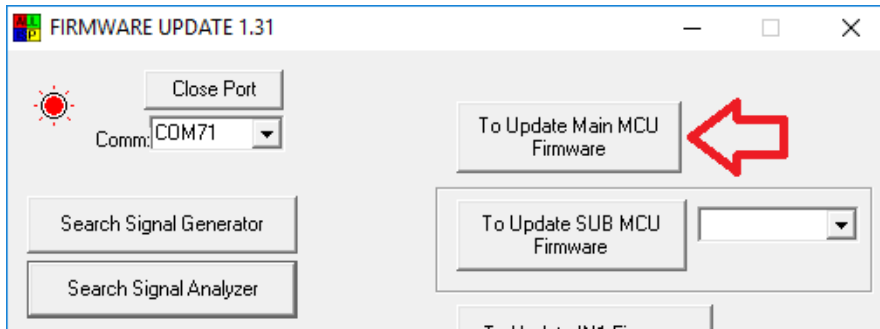 FIRMWARE UPDATE 1.31
Close Port
Comm: COM71
To Update Main MCU
Firmware
Search Signal Generator
To Update SUB MCU
Firmware
Search Signal Analyzer